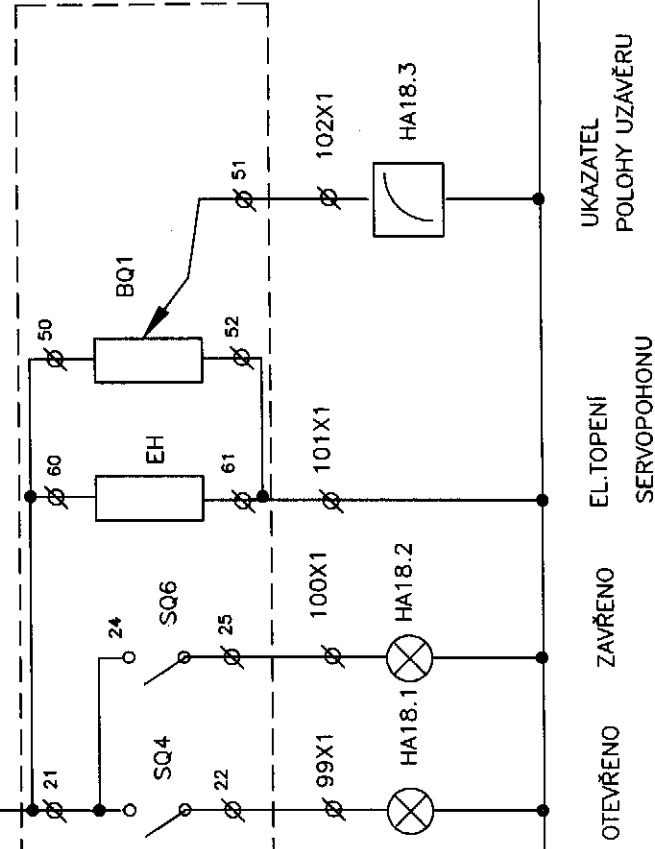 51
102X1
HA18.3
UKAZATEL
POLOHY UZÁVĚRU
50
BQ1
52
60
EH
61
101X1
EL.TOPENÍ
SERVOPOHONU
24
SQ6
25
100X1
HA18.2
ZAVŘENO
21
SQ4
22
99X1
HA18.1
OTEVŘENO